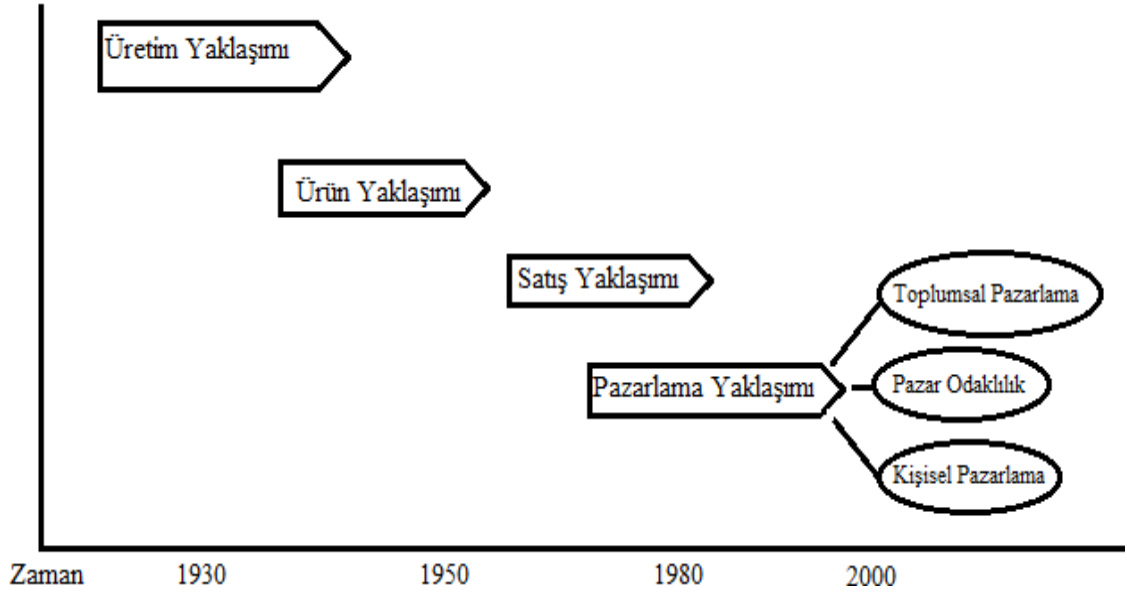 Üretim Yaklaşımı
Ürün Yaklaşımı
Satış Yaklaşımı
Toplumsal Pazarlama
Pazarlama Yaklaşımı
Pazar Odaklılık
Kişisel Pazarlama
Zaman 1930 1950 1980 2000